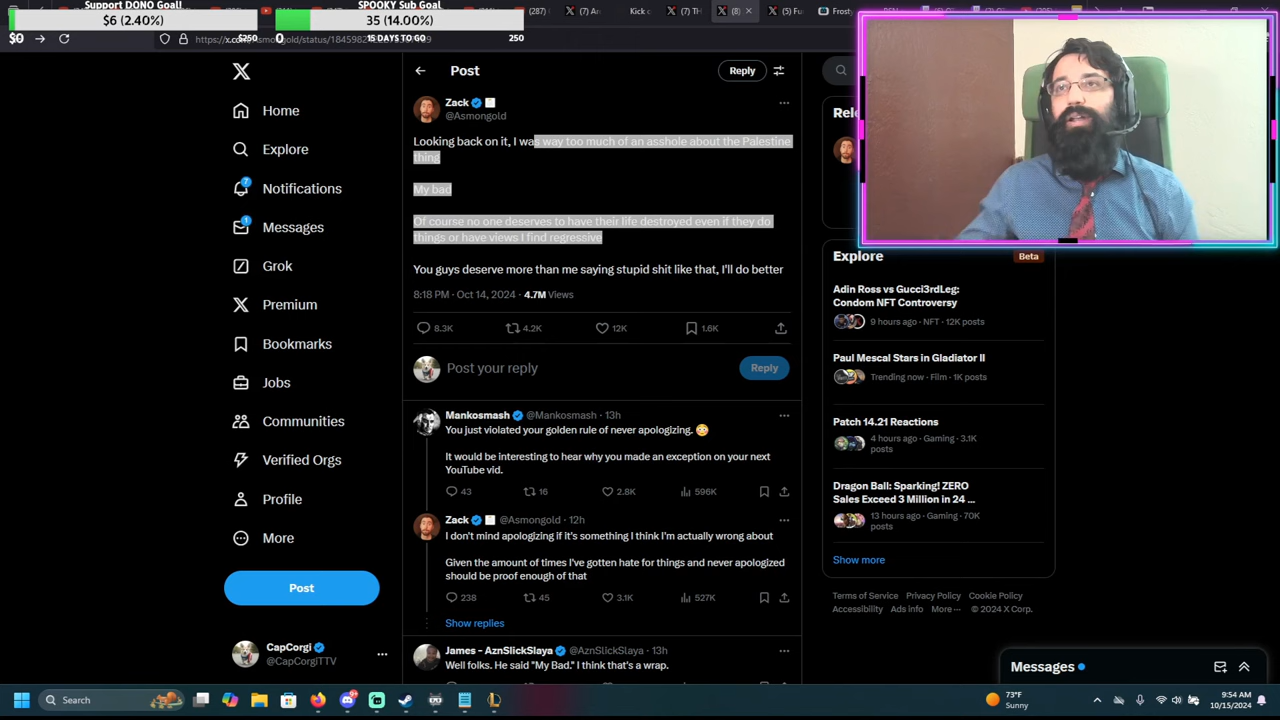 Support DONO Goal!
SPOOKY Sub Goal
$6 (2.40%)
35 (14.00%)
$0
$250
0
15 DAYS TO GO
250
Post
Reply
Home
Explore
Notifications
7
Messages
1
Grok
Premium
Bookmarks
Jobs
Communities
Verified Orgs
Profile
More
Post
CapCorgi
@CapCorgiTTV
Zack
@Asmongold
Looking back on it, I was way too much of an asshole about the Palestine
thing
My bad
Of course no one deserves to have their life destroyed even if they do
things or have views I find regressive
You guys deserve more than me saying stupid shit like that, I'll do better
8:18 PM · Oct 14, 2024 · 4.7M Views
8.3K 4.2K 12K 1.6K
Post your reply
Reply
Mankosmash @Mankosmash · 13h
You just violated your golden rule of never apologizing. 😳
It would be interesting to hear why you made an exception on your next
YouTube vid.
43 16 2.8K 596K
Zack @Asmongold · 12h
I don't mind apologizing if it's something I think I'm actually wrong about
Given the amount of times I've gotten hate for things and never apologized
should be proof enough of that
238 45 3.1K 527K
Show replies
James - AznSlickSlaya @AznSlickSlaya · 13h
Well folks. He said "My Bad." I think that's a wrap.
Explore
Beta
Adin Ross vs Gucci3rdLeg:
Condom NFT Controversy
9 hours ago · NFT · 12K posts
Paul Mescal Stars in Gladiator II
Trending now · Film · 1K posts
Patch 14.21 Reactions
4 hours ago · Gaming · 3.1K
posts
Dragon Ball: Sparking! ZERO
Sales Exceed 3 Million in 24 ...
13 hours ago · Gaming · 70K
posts
Show more
Terms of Service Privacy Policy Cookie Policy
Accessibility Ads info More ··· © 2024 X Corp.
Messages
Search
73°F
Sunny
9:54 AM
10/15/2024